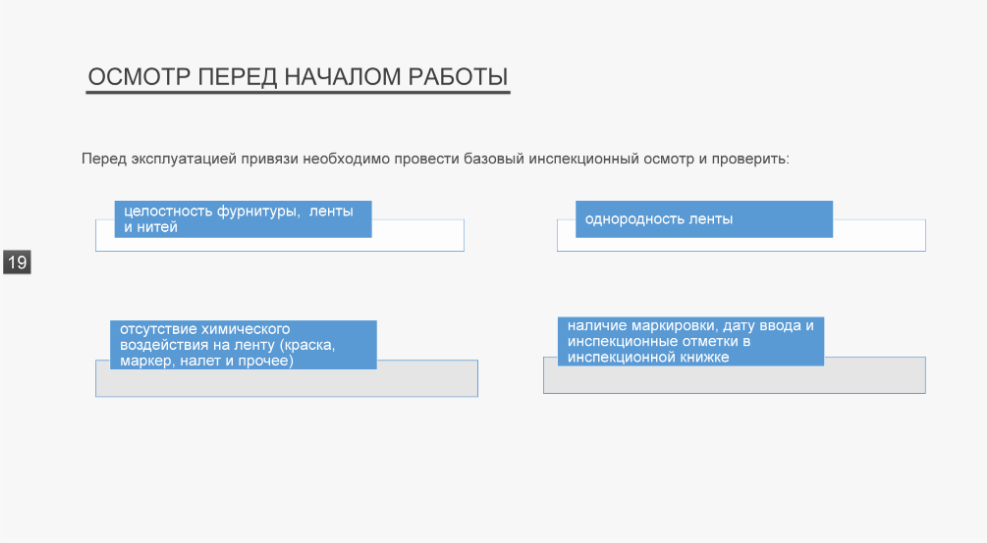 ОСМОТР ПЕРЕД НАЧАЛОМ РАБОТЫ
Перед эксплуатацией привязи необходимо провести базовый инспекционный осмотр и проверить:
целостность фурнитуры,  ленты
и нитей
однородность ленты
19
отсутствие химического
воздействия на ленту (краска,
маркер, налет и прочее)
наличие маркировки, дату ввода и
инспекционные отметки в
инспекционной книжке